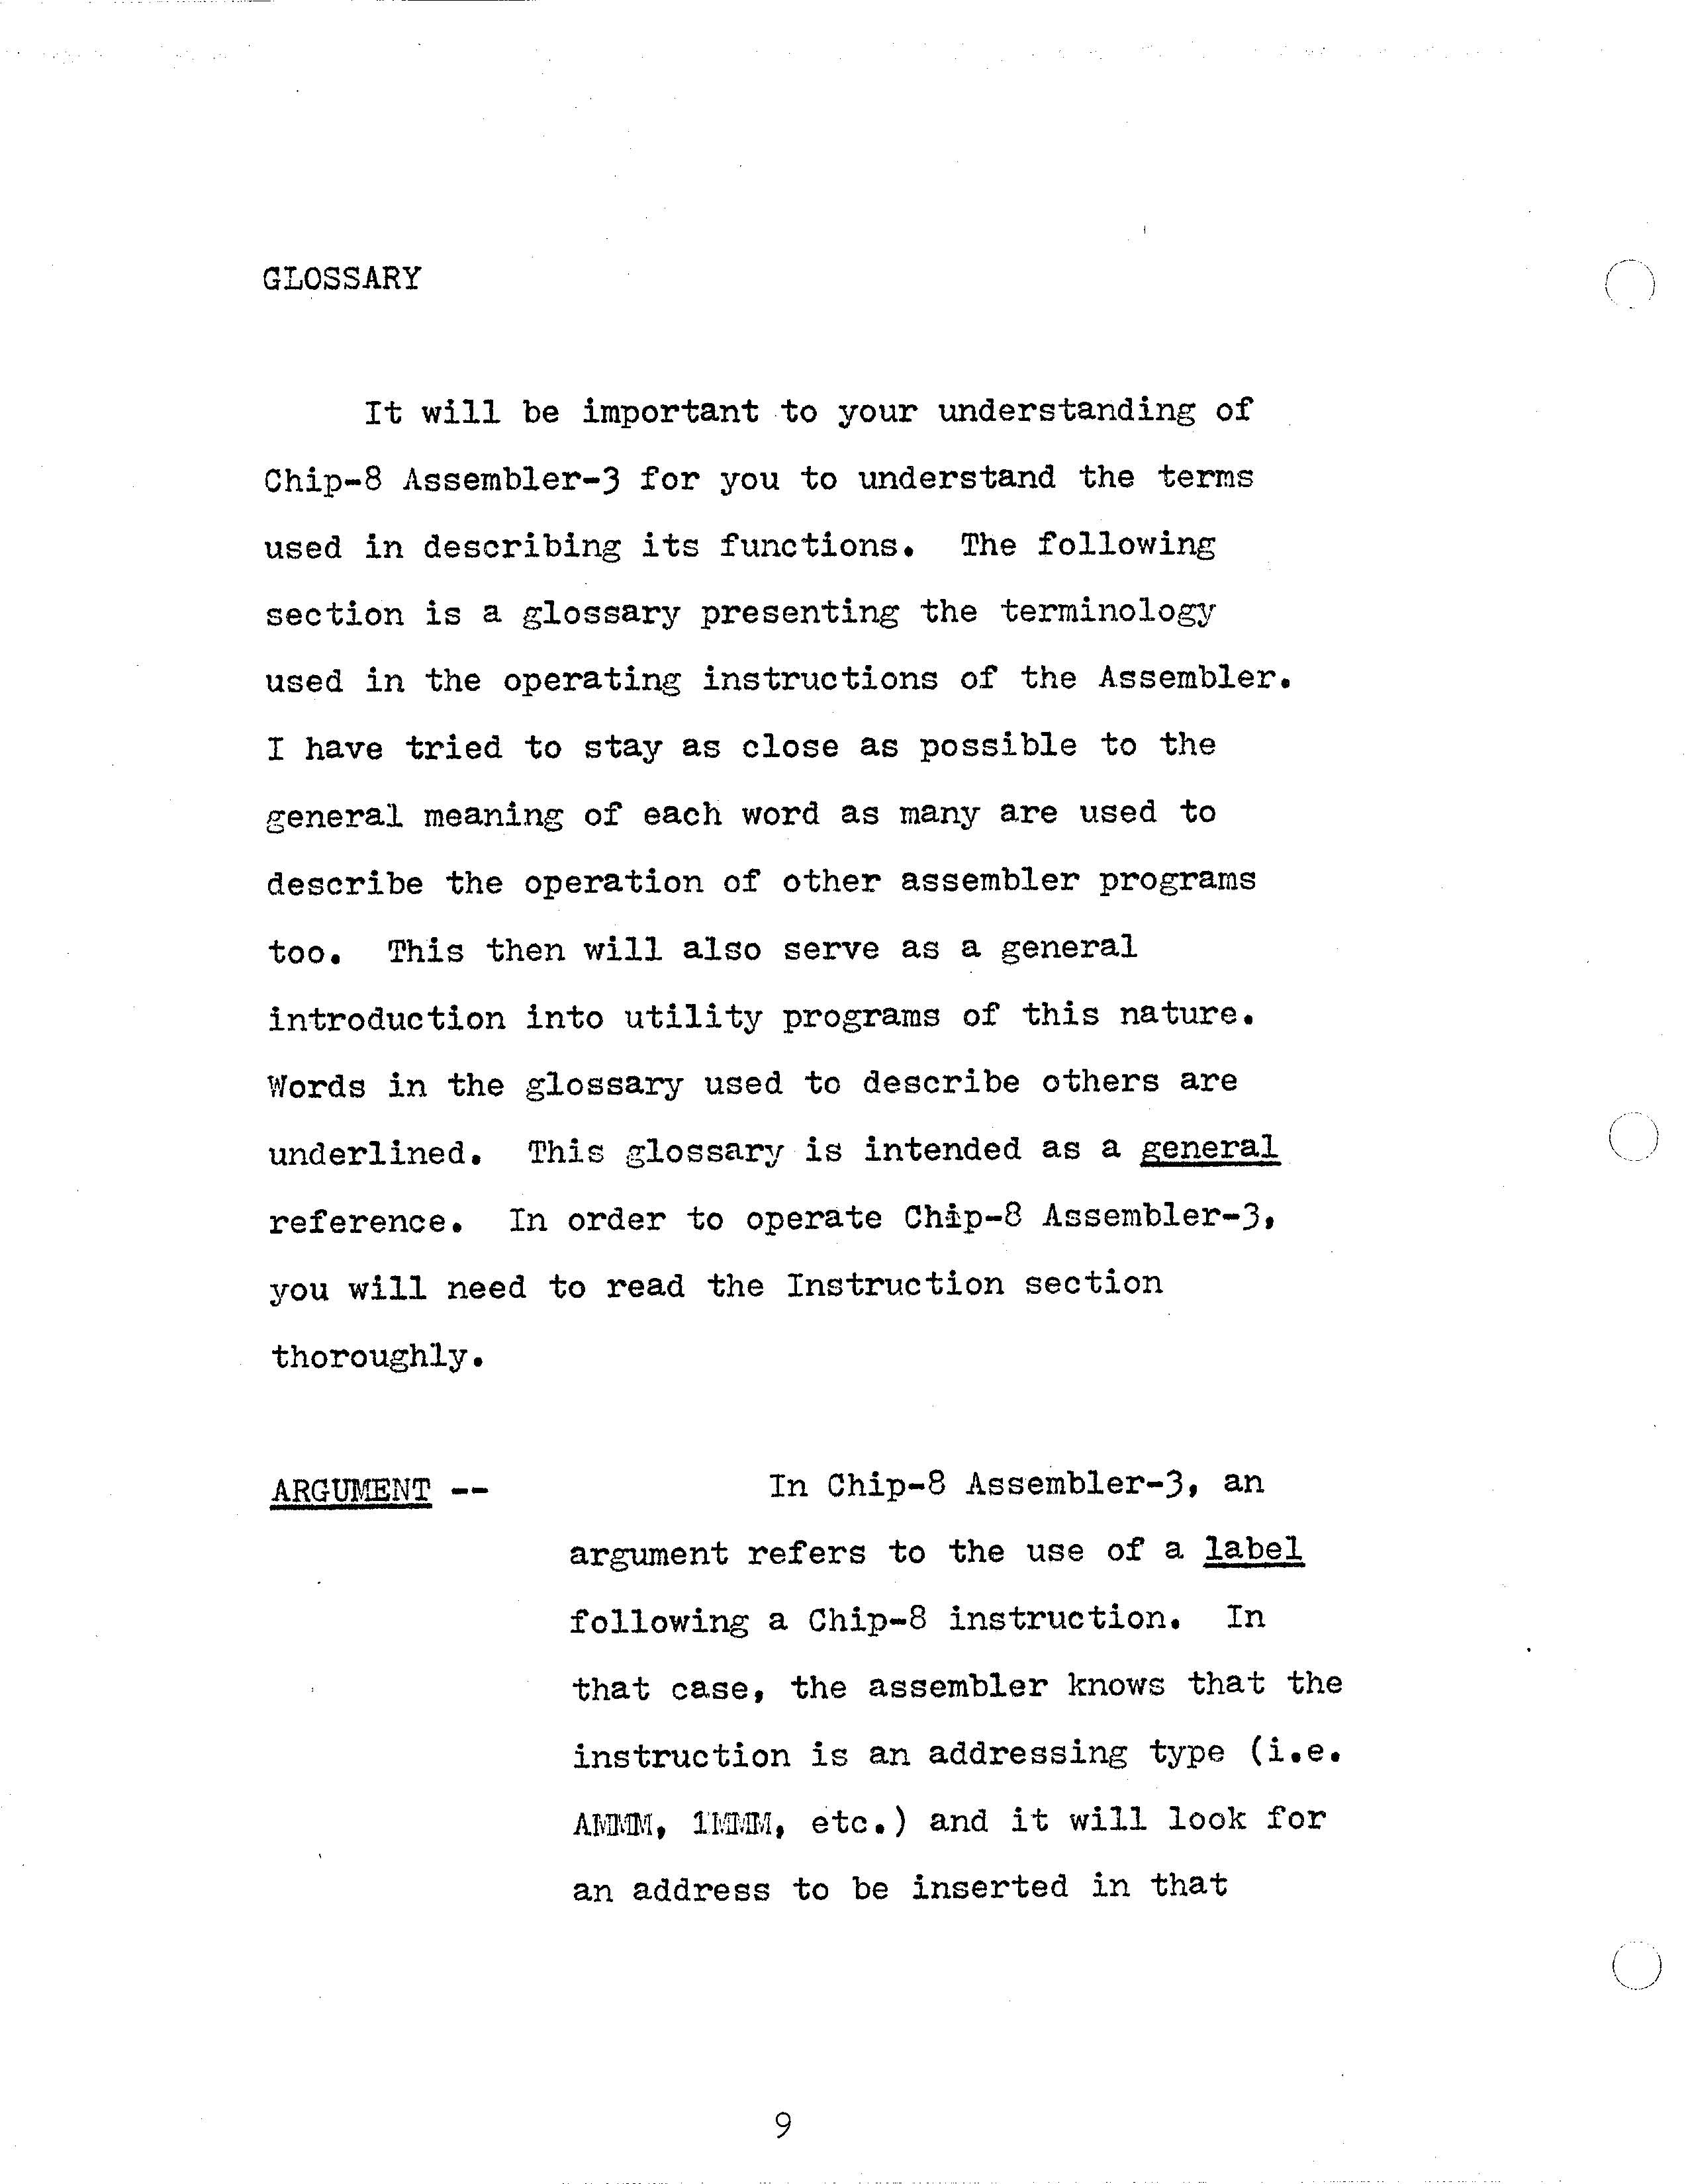 GLOSSARY
It will be important to your understanding of
Chip-8 Assembler-3 for you to understand the terms
used in describing its functions. The following
section is a glossary presenting the terminology
used in the operating instructions of the Assembler.
I have tried to stay as close as possible to the
general meaning of each word as many are used to
describe the operation of other assembler programs
too. This then will also serve as a general
introduction into utility programs of this nature.
Words in the glossary used to describe others are
underlined. This glossary is intended as a general
reference. In order to operate Chip-8 Assembler-3,
you will need to read the Instruction section
thoroughly.
ARGUMENT -- In Chip-8 Assembler-3, an
argument refers to the use of a label
following a Chip-8 instruction. In
that case, the assembler knows that the
instruction is an addressing type (i.e.
AMMM, 1MMM, etc.) and it will look for
an address to be inserted in that
9